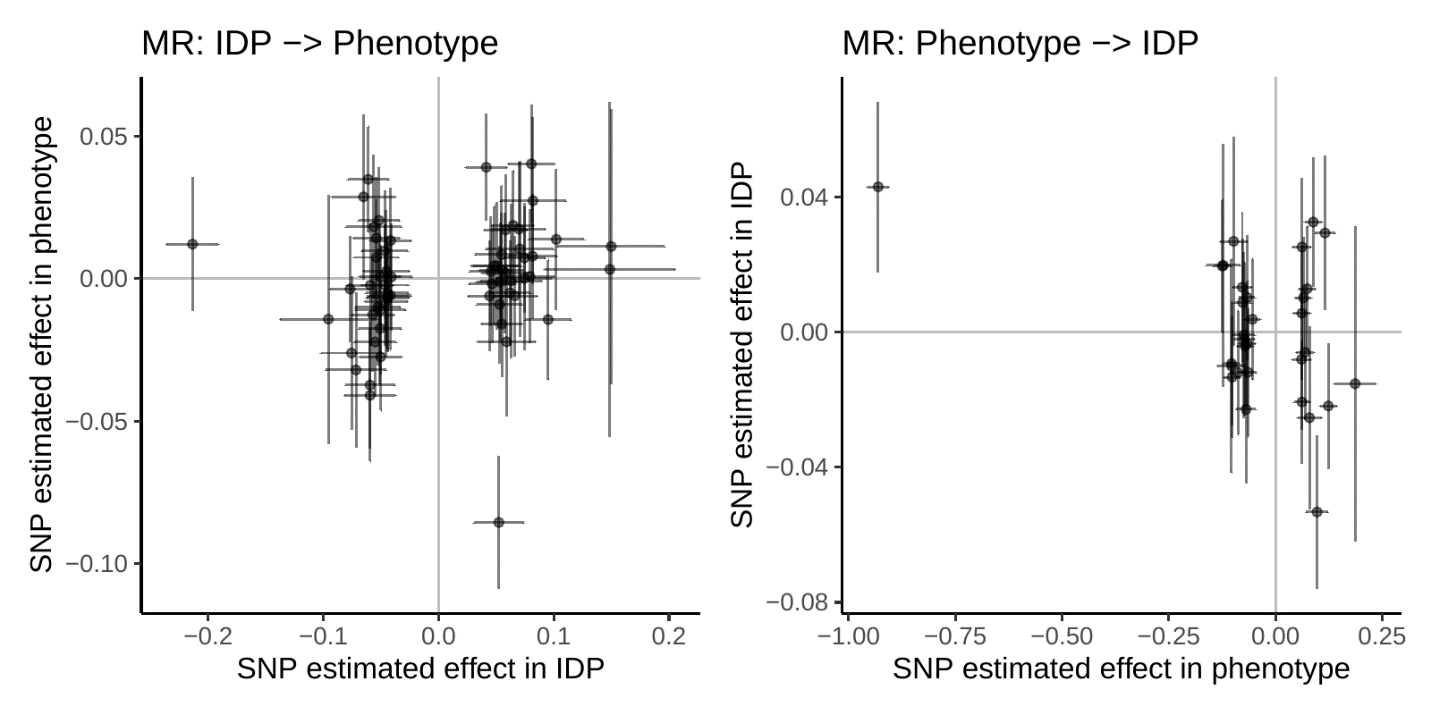 MR: IDP −> Phenotype
SNP estimated effect in phenotype
0.05
0.00
−0.05
−0.10
−0.2 −0.1 0.0 0.1 0.2
SNP estimated effect in IDP
MR: Phenotype −> IDP
SNP estimated effect in IDP
0.04
0.00
−0.04
−0.08
−1.00 −0.75 −0.50 −0.25 0.00 0.25
SNP estimated effect in phenotype